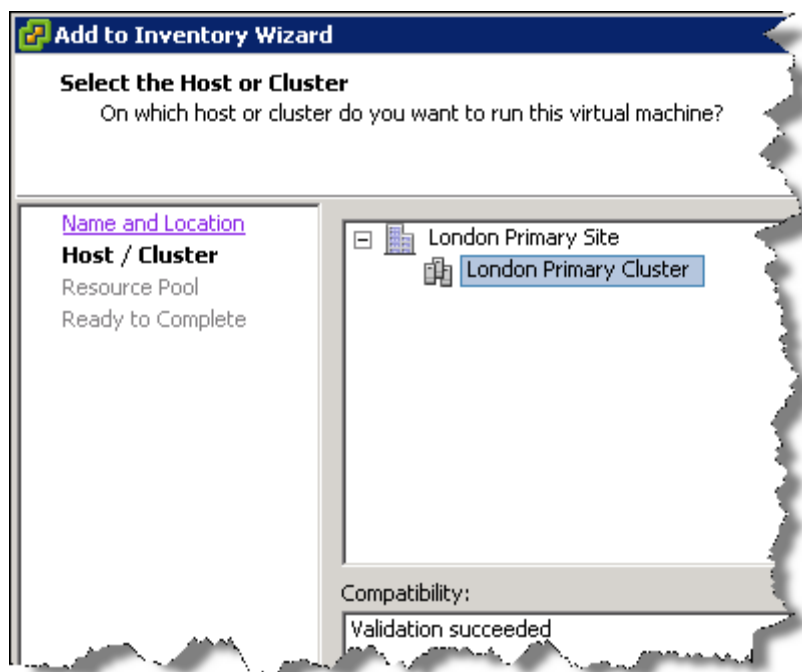 Add to Inventory Wizard
Select the Host or Cluster
On which host or cluster do you want to run this virtual machine?
Name and Location
Host / Cluster
Resource Pool
Ready to Complete
London Primary Site
London Primary Cluster
Compatibility:
Validation succeeded